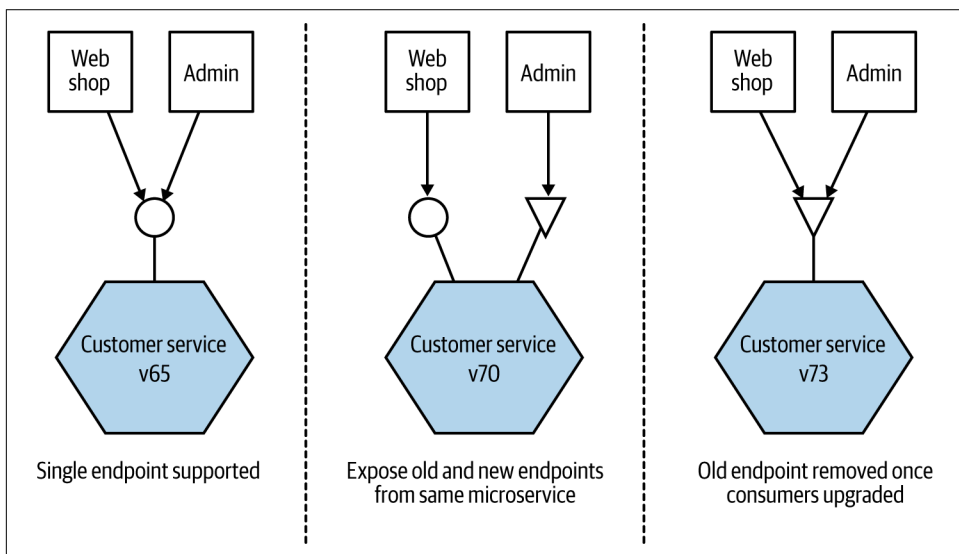 Web
shop
Admin
Customer service
v65
Single endpoint supported
Web
shop
Admin
Customer service
v70
Expose old and new endpoints
from same microservice
Web
shop
Admin
Customer service
v73
Old endpoint removed once
consumers upgraded